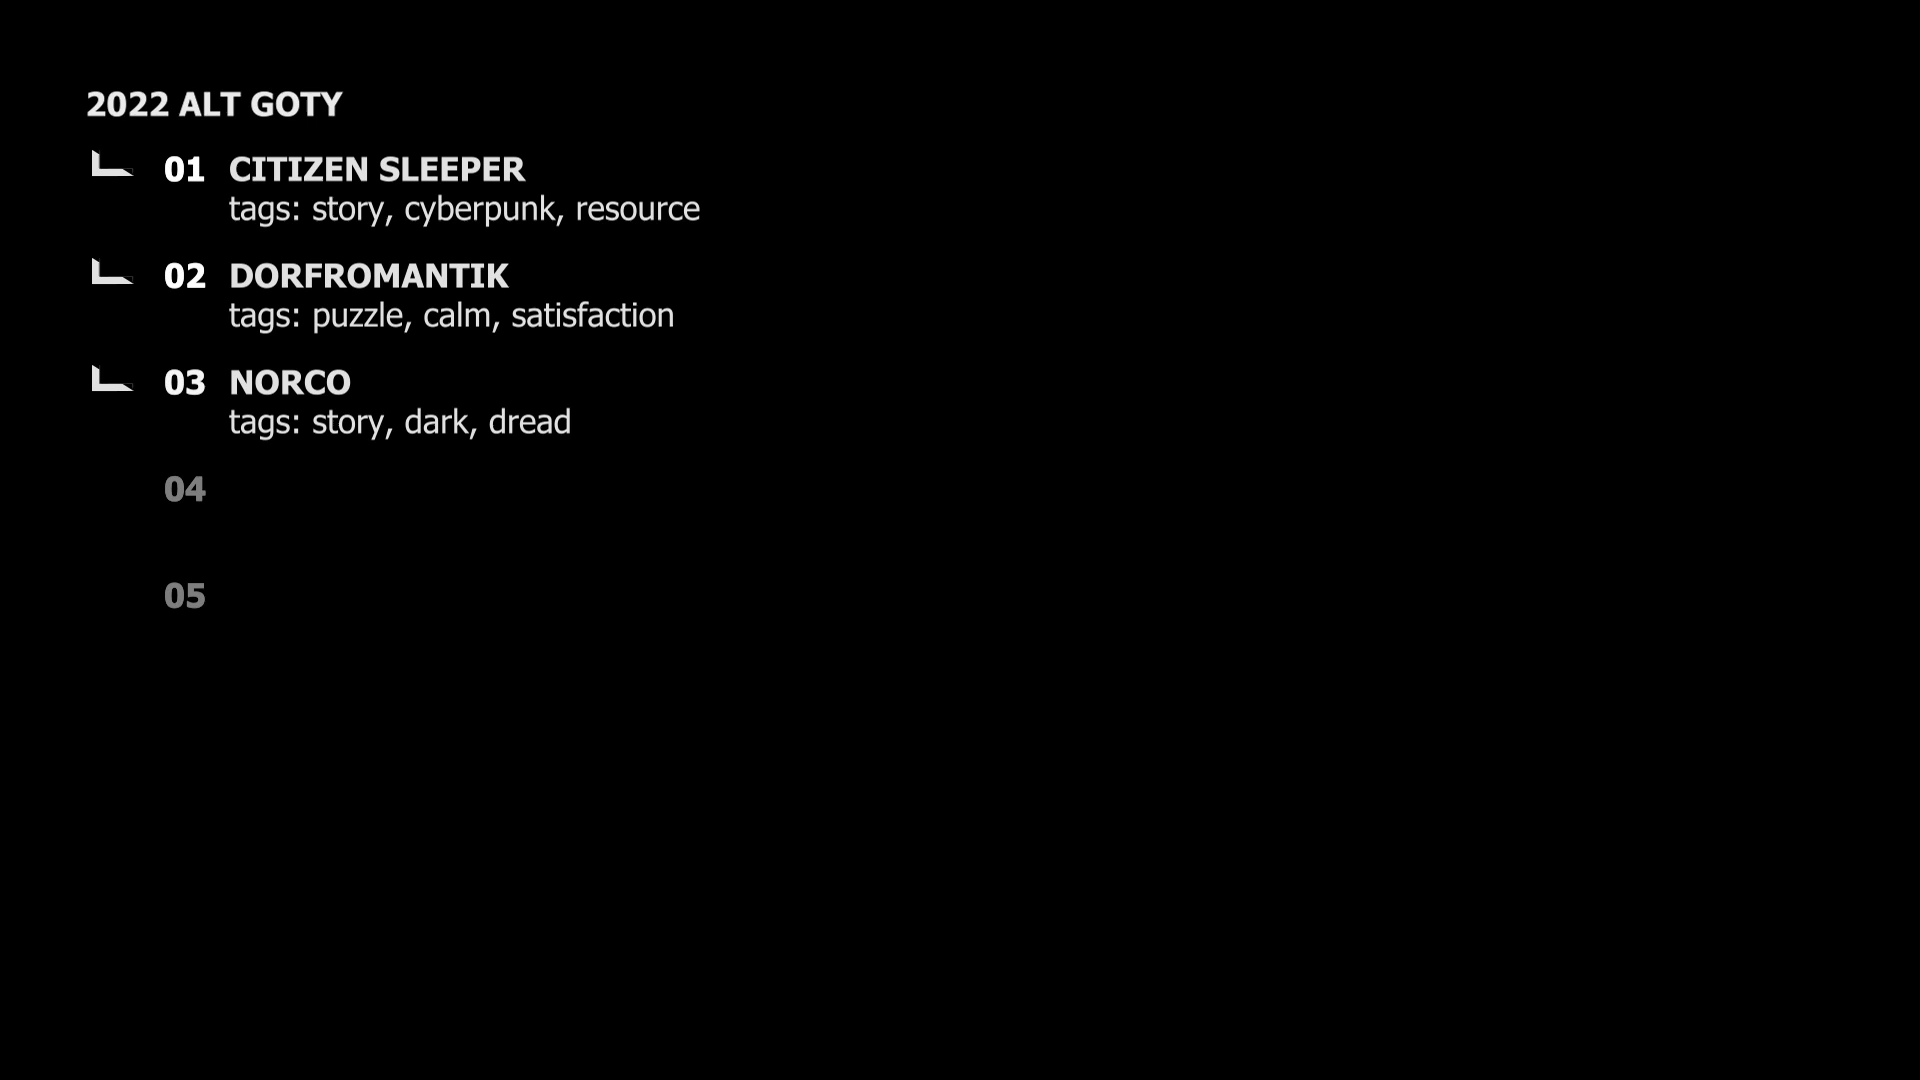 2022 ALT GOTY
01 CITIZEN SLEEPER
tags: story, cyberpunk, resource
02 DORFROMANTIK
tags: puzzle, calm, satisfaction
03 NORCO
tags: story, dark, dread
04
05